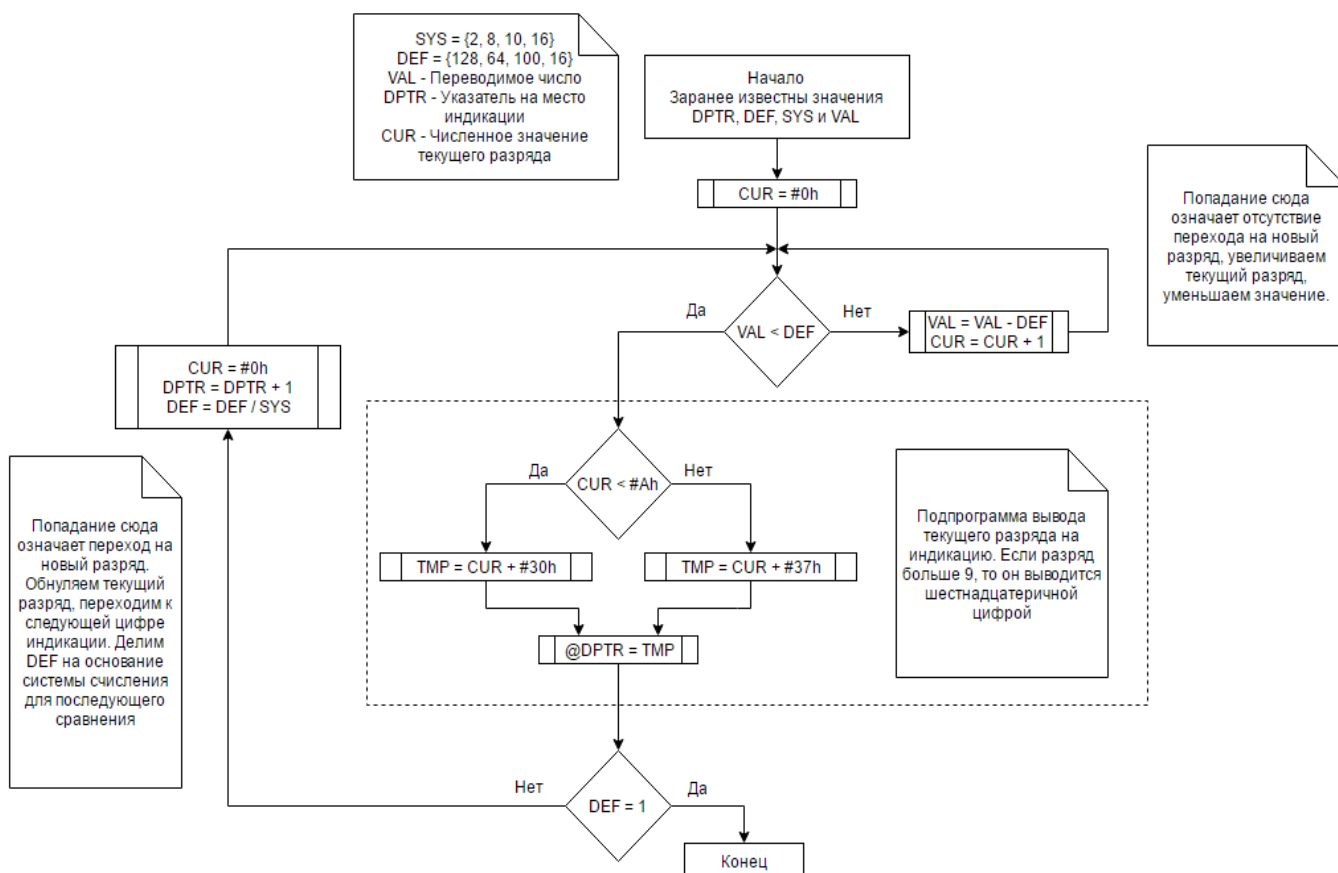 SYS = {2, 8, 10, 16}
DEF = {128, 64, 100, 16}
VAL - Переводимое число
DPTR - Указатель на место
индикации
CUR - Численное значение
текущего разряда
Начало
Заранее известны значения
DPTR, DEF, SYS и VAL
CUR = #0h
Попадание сюда
означает отсутствие
перехода на новый
разряд, увеличиваем
текущий разряд,
уменьшаем значение.
Да
VAL < DEF
Нет
VAL = VAL - DEF
CUR = CUR + 1
CUR = #0h
DPTR = DPTR + 1
DEF = DEF / SYS
Да
CUR < #Ah
Нет
TMP = CUR + #30h
TMP = CUR + #37h
@DPTR = TMP
Подпрограмма вывода
текущего разряда на
индикацию. Если разряд
больше 9, то он выводится
шестнадцатеричной
цифрой
Попадание сюда
означает переход на
новый разряд.
Обнуляем текущий
разряд, переходим к
следующей цифре
индикации. Делим
DEF на основание
системы счисления
для последующего
сравнения
Нет
DEF = 1
Да
Конец